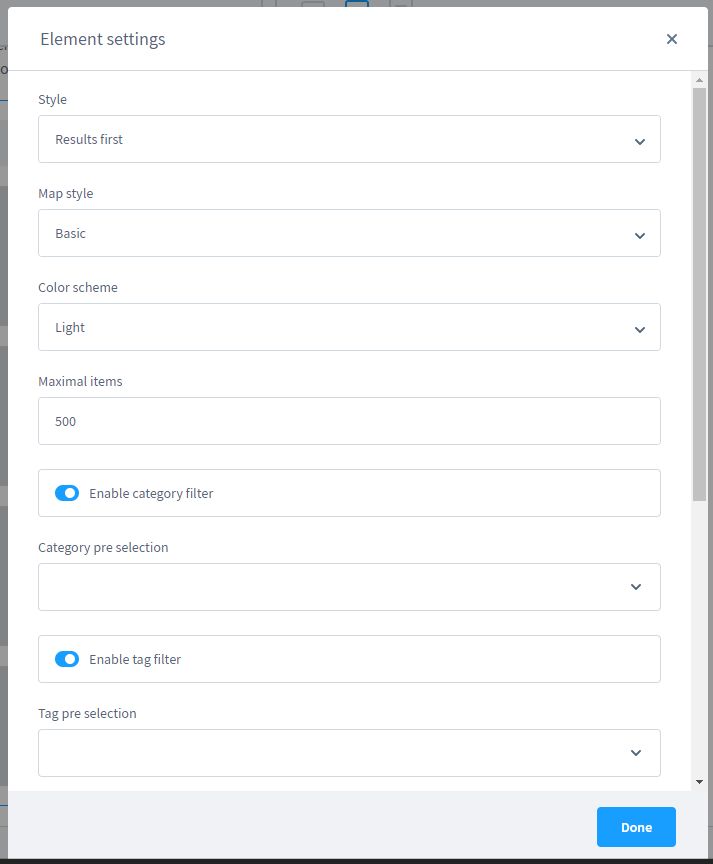 Element settings
Style
Results first
Map style
Basic
Color scheme
Light
Maximal items
500
Enable category filter
Category pre selection
Enable tag filter
Tag pre selection
Done